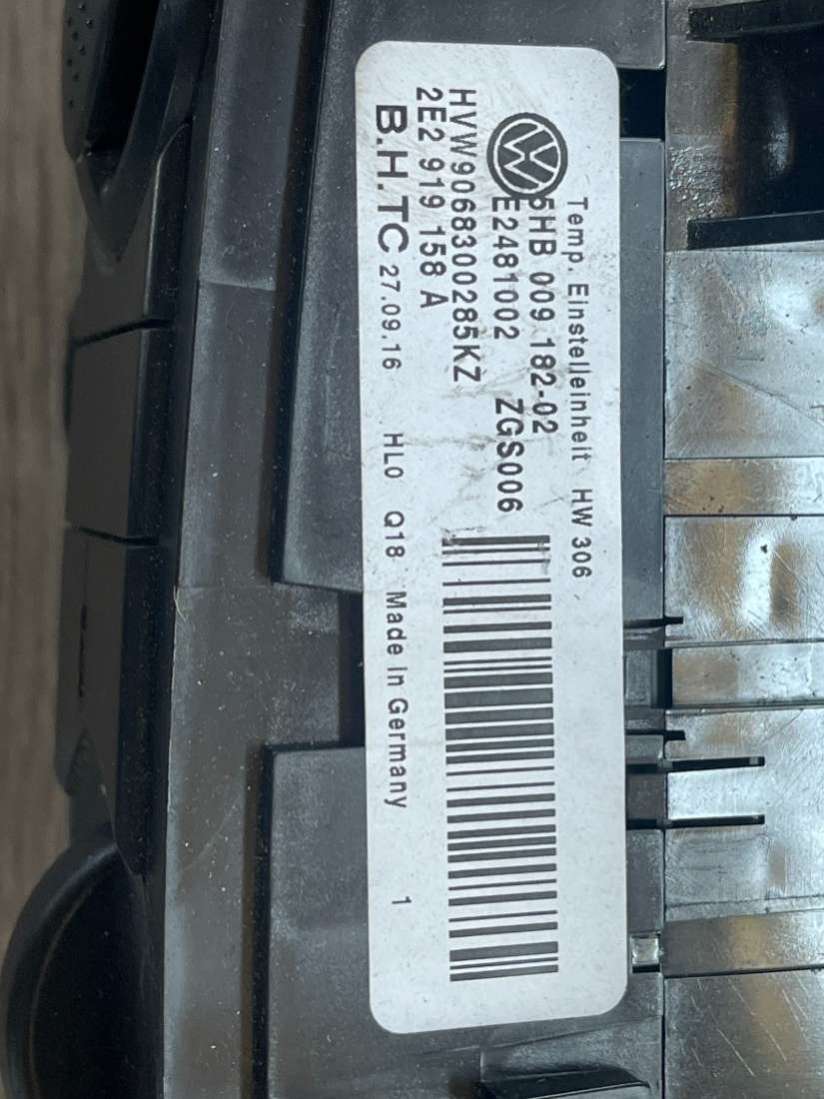 Temp. Einstelleinheit HW 306
5HB 009 182-02
E2481002 ZGS006
HVW9068300285KZ
2E2 919 158 A
B.H.TC 27.09.16 HL0 Q18 Made in Germany 1